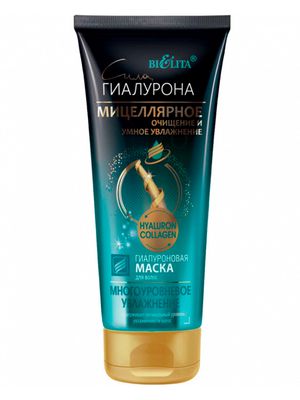 BIELITA
Сила
ГИАЛУРОНА
МИЦЕЛЛЯРНОЕ
ОЧИЩЕНИЕ И
УМНОЕ УВЛАЖНЕНИЕ
HYALURON
COLLAGEN
ГИАЛУРОНОВАЯ
МАСКА
ДЛЯ ВОЛОС
МНОГОУРОВНЕВОЕ
УВЛАЖНЕНИЕ